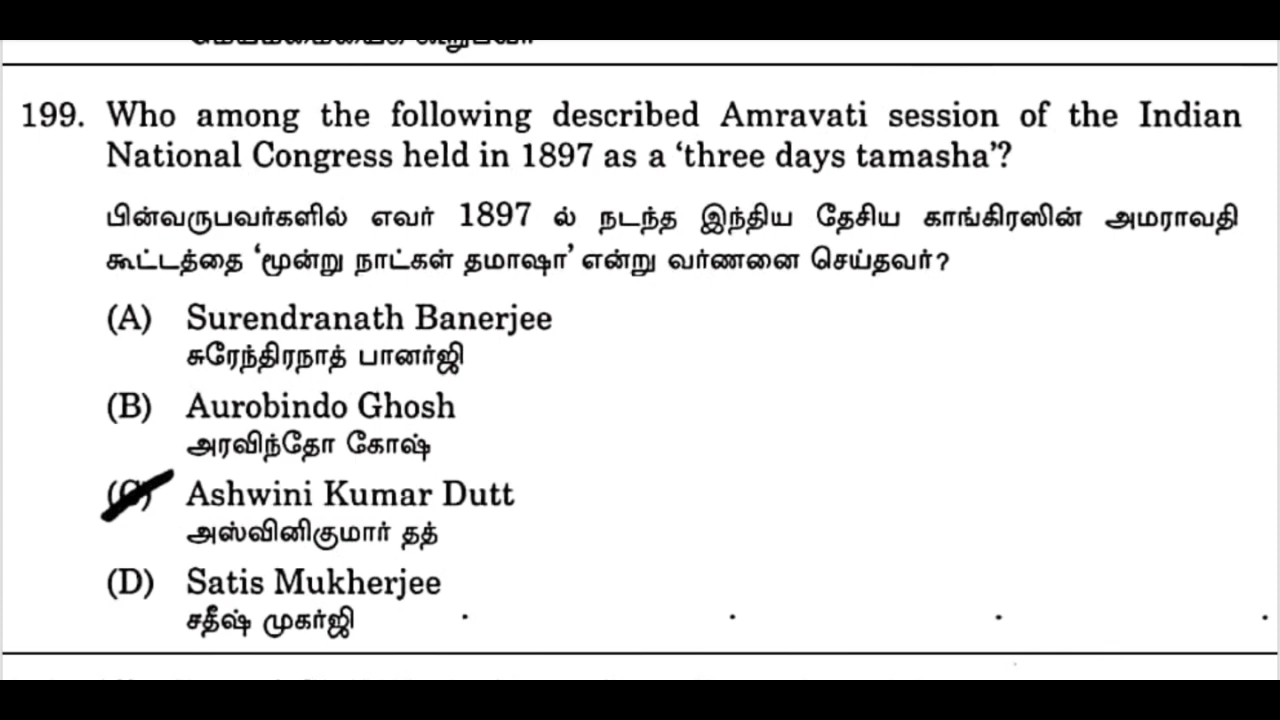 199. Who among the following described Amravati session of the Indian
National Congress held in 1897 as a ‘three days tamasha’?
பின்வருபவர்களில் எவர் 1897 ல் நடந்த இந்திய தேசிய காங்கிரஸின் அமராவதி
கூட்டத்தை ‘மூன்று நாட்கள் தமாஷா’ என்று வர்ணனை செய்தவர்?
(A) Surendranath Banerjee
சுரேந்திரநாத் பானர்ஜி
(B) Aurobindo Ghosh
அரவிந்தோ கோஷ்
(C) Ashwini Kumar Dutt
அஸ்வினிகுமார் தத்
(D) Satis Mukherjee
சதீஷ் முகர்ஜி